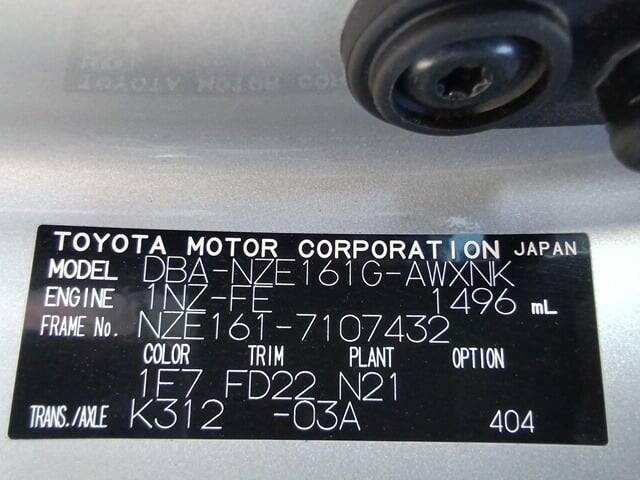 TOYOTA MOTOR CORPORATION JAPAN
MODEL DBA-NZE161G-AWXNK
ENGINE 1NZ-FE 1496 mL
FRAME No. NZE161-7107432
COLOR TRIM PLANT OPTION
1E7 FD22 N21
TRANS./AXLE K312 -03A 404